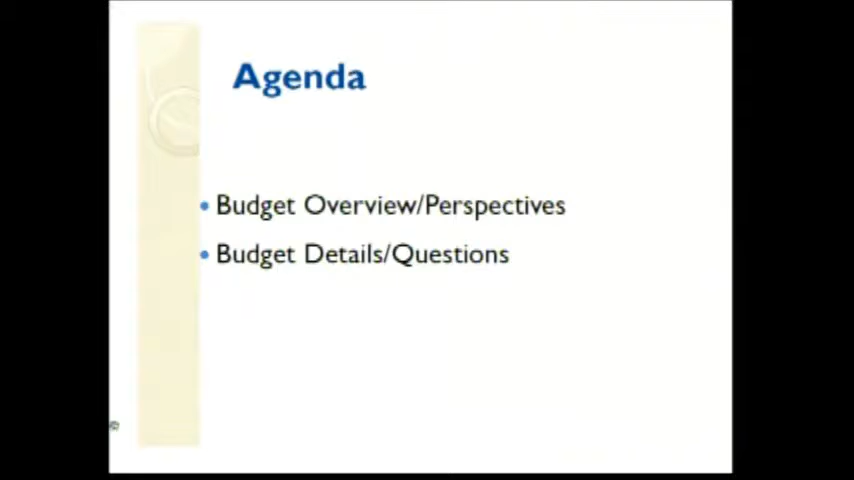 Agenda
• Budget Overview/Perspectives
• Budget Details/Questions
©